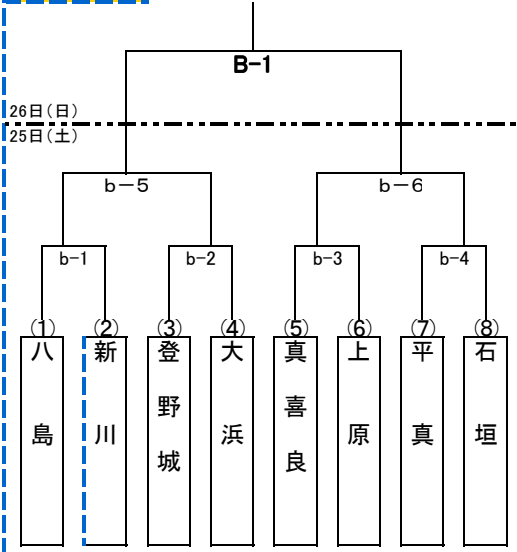 B-1
26日(日)
25日(土)
b-5
b-6
b-1
b-2
b-3
b-4
(1)
(2)
(3)
(4)
(5)
(6)
(7)
(8)
八島
新川
登野城
大浜
真喜良
上原
平真
石垣